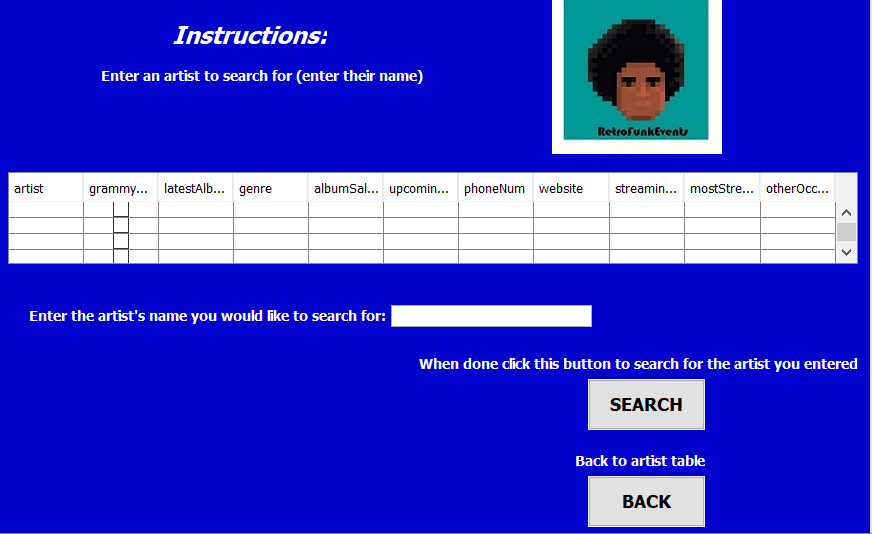 Instructions:
Enter an artist to search for (enter their name)
RetroFunkEvents
artist grammy... latestAlb... genre albumSal... upcomin... phoneNum website streamin... mostStre... otherOcc...
Enter the artist's name you would like to search for:
When done click this button to search for the artist you entered
SEARCH
Back to artist table
BACK